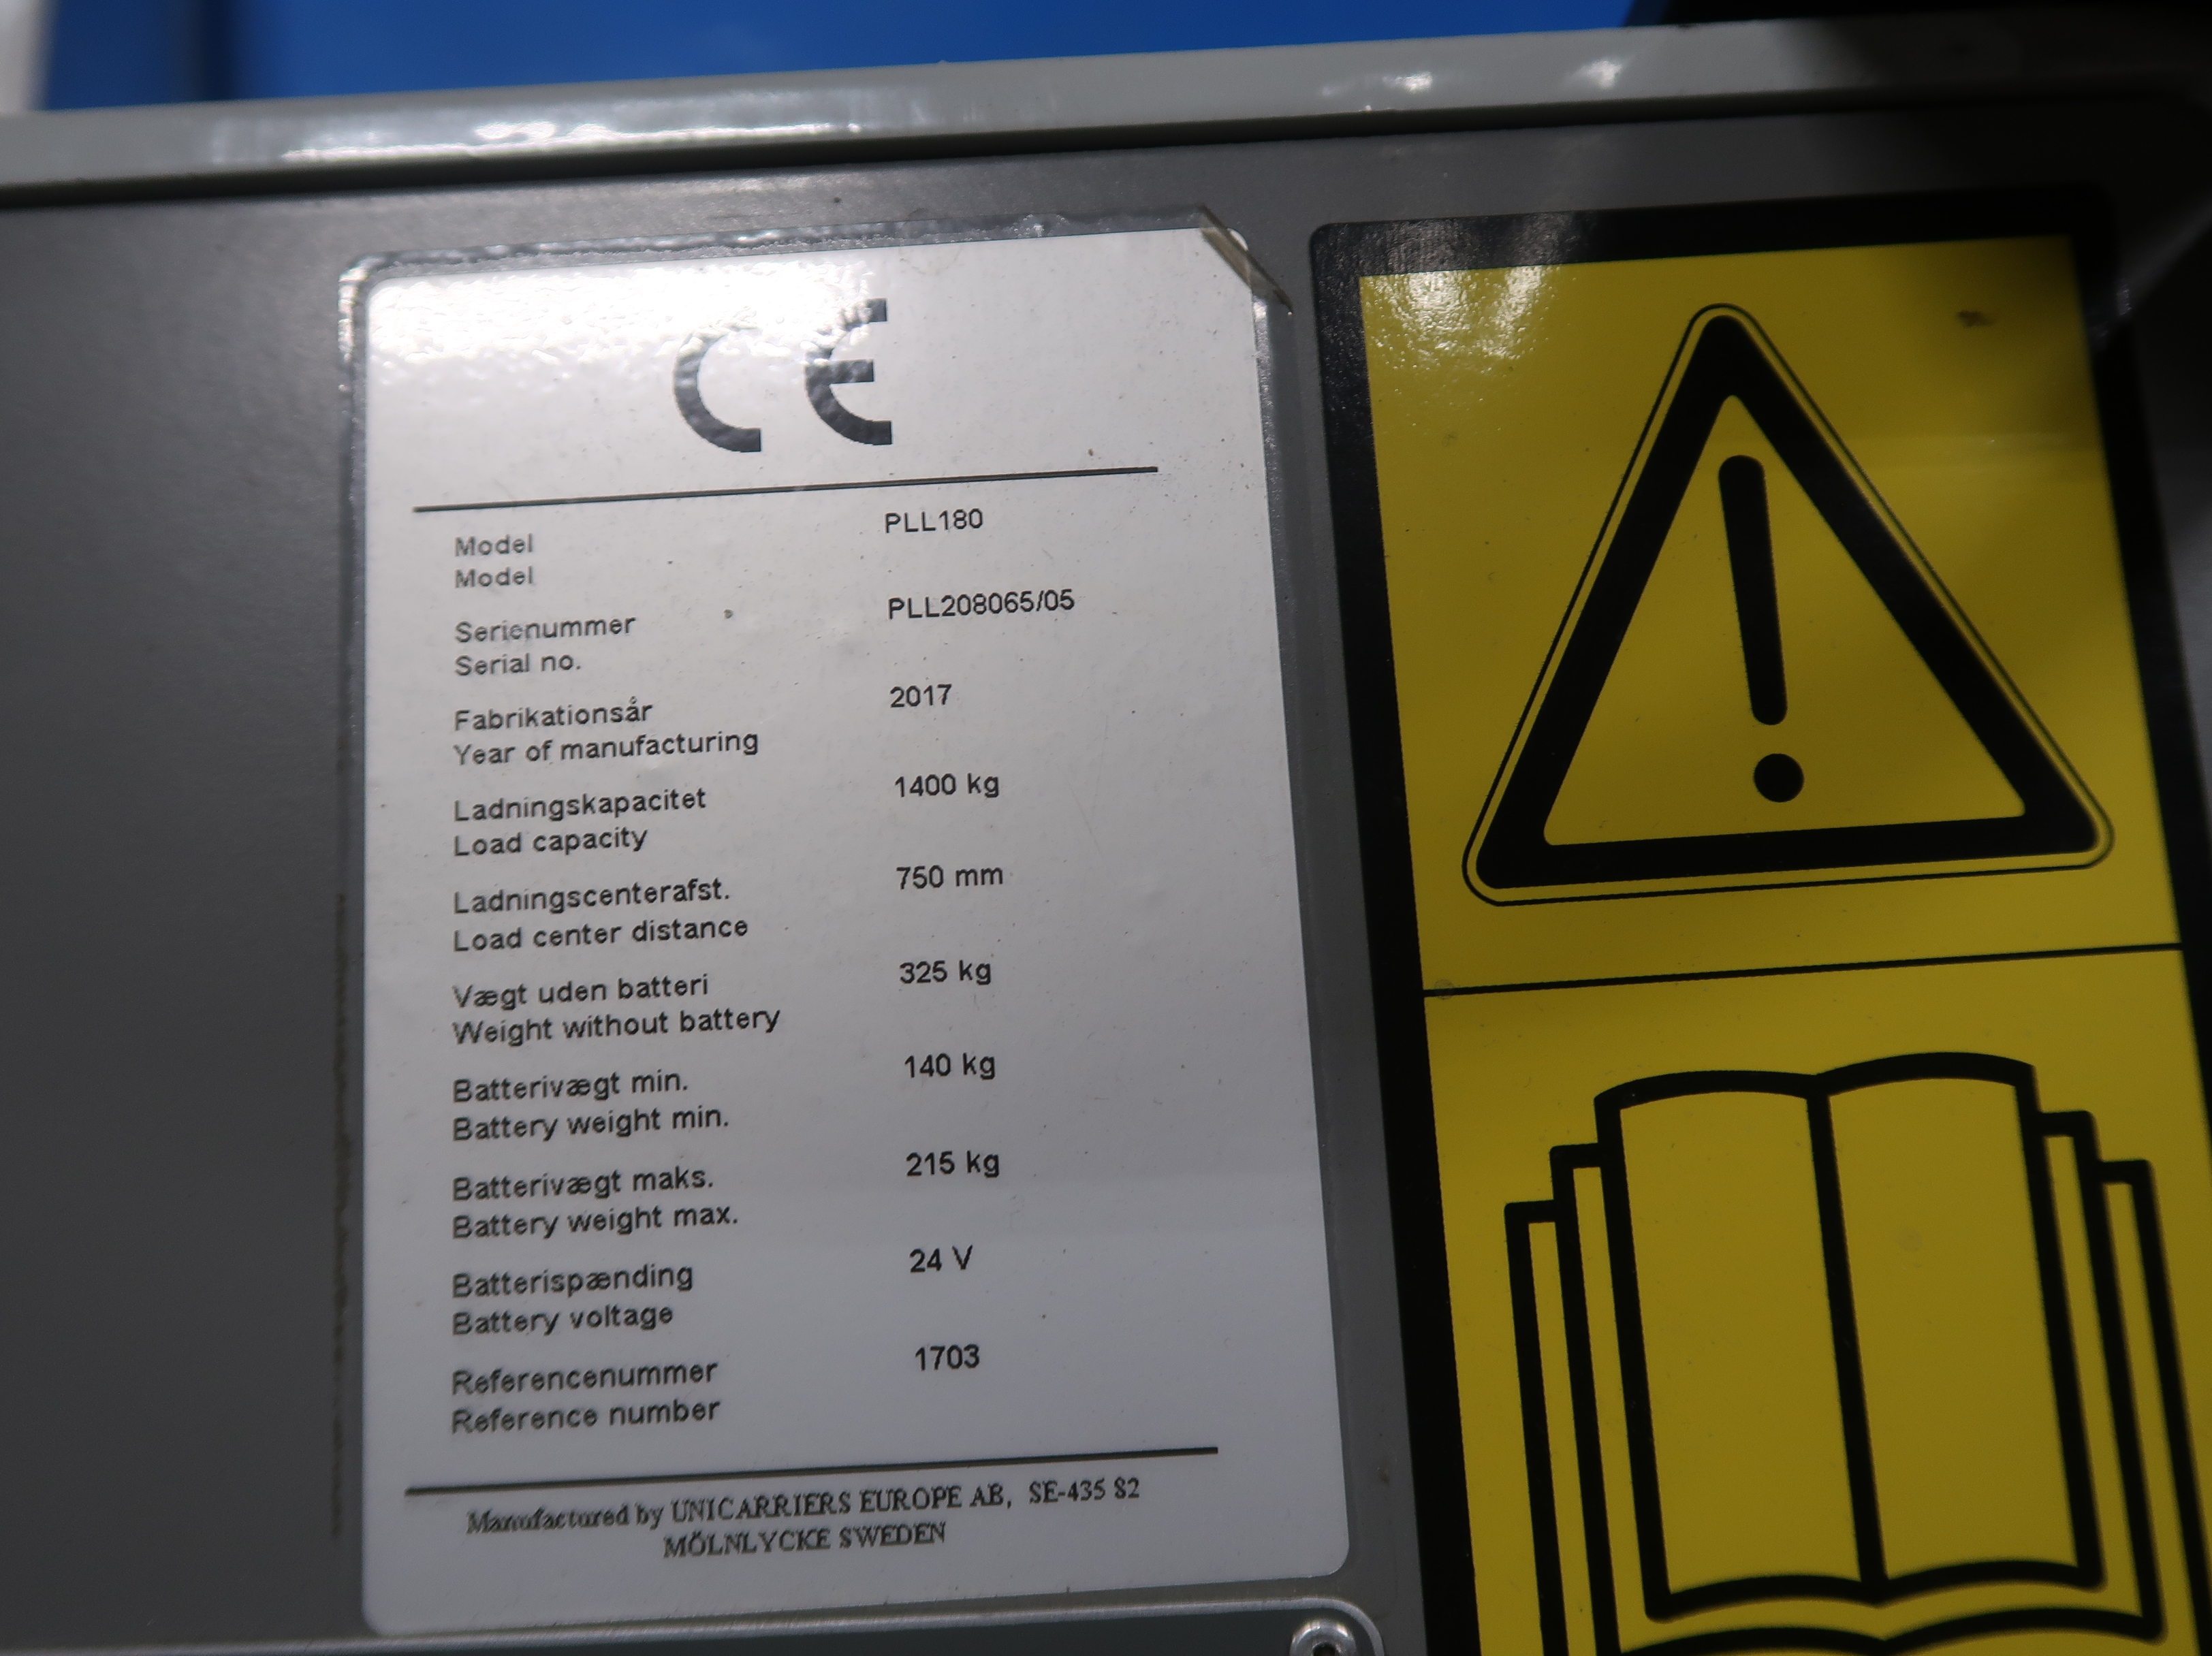 CE
Model PLL180
Model
Serienummer PLL208065/05
Serial no.
Fabrikationsår 2017
Year of manufacturing
Ladningskapacitet 1400 kg
Load capacity
Ladningscenterafst. 750 mm
Load center distance
Vægt uden batteri 325 kg
Weight without battery
Batterivægt min. 140 kg
Battery weight min.
Batterivægt maks. 215 kg
Battery weight max.
Batterispænding 24 V
Battery voltage
Referencenummer 1703
Reference number
Manufactured by UNICARRIERS EUROPE AB, SE-435 82
MÖLNLYCKE SWEDEN